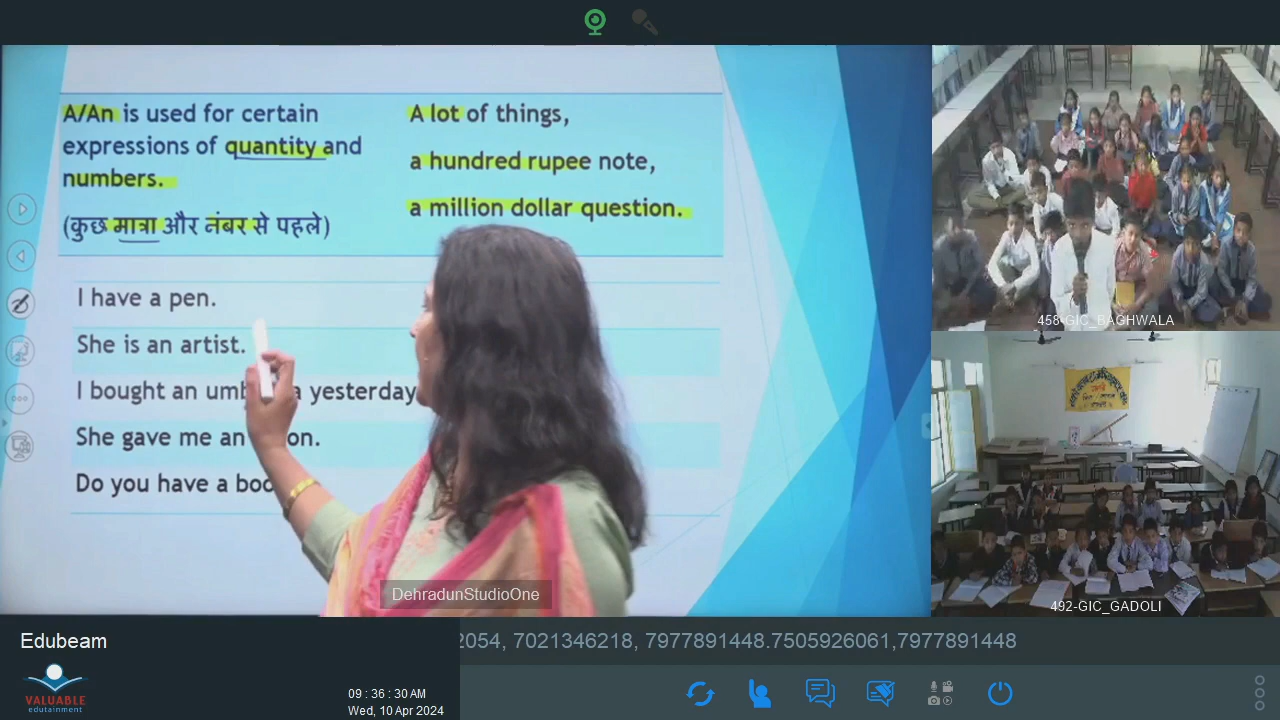 A/An is used for certain
expressions of quantity and
numbers.
(कुछ मात्रा और नंबर से पहले)
A lot of things,
a hundred rupee note,
a million dollar question.
I have a pen.
She is an artist.
I bought an yesterday
She gave me an
Do you have a
DehradunStudioOne
458-GIC_BAGHWALA
492-GIC_GADOLI
Edubeam
2054, 7021346218, 7977891448.7505926061,7977891448
VALUABLE
edutainment
09 : 36 : 30 AM
Wed, 10 Apr 2024